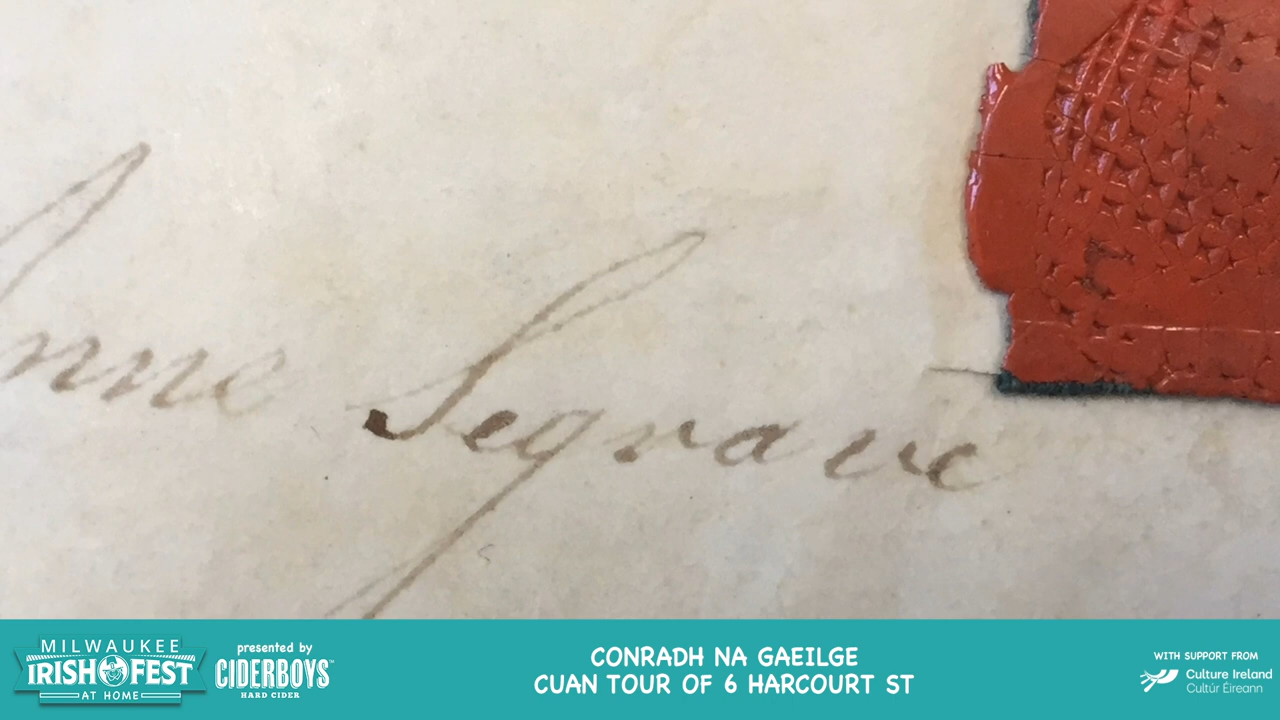 Anne Segrave
MILWAUKEE
IRISH FEST
AT HOME
presented by
CIDERBOYS
HARD CIDER
CONRADH NA GAEILGE
CUAN TOUR OF 6 HARCOURT ST
WITH SUPPORT FROM
Culture Ireland
Cultúr Éireann